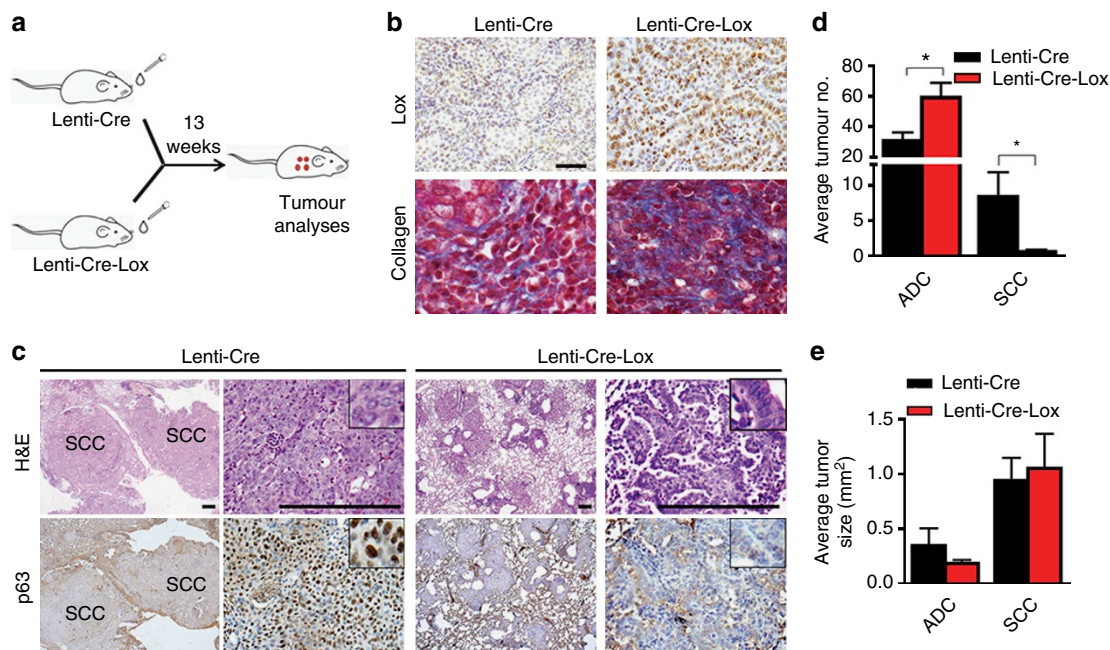 a
Lenti-Cre
Lenti-Cre-Lox
13
weeks
Tumour
analyses
b
Lenti-Cre
Lenti-Cre-Lox
Lox
Collagen
c
Lenti-Cre
Lenti-Cre-Lox
H&E
SCC
SCC
p63
SCC
SCC
d
Lenti-Cre
Lenti-Cre-Lox
Average tumour no.
80
60
40
20
10
5
0
*
*
ADC
SCC
e
Lenti-Cre
Lenti-Cre-Lox
Average tumor
size (mm²)
1.5
1.0
0.5
0.0
ADC
SCC